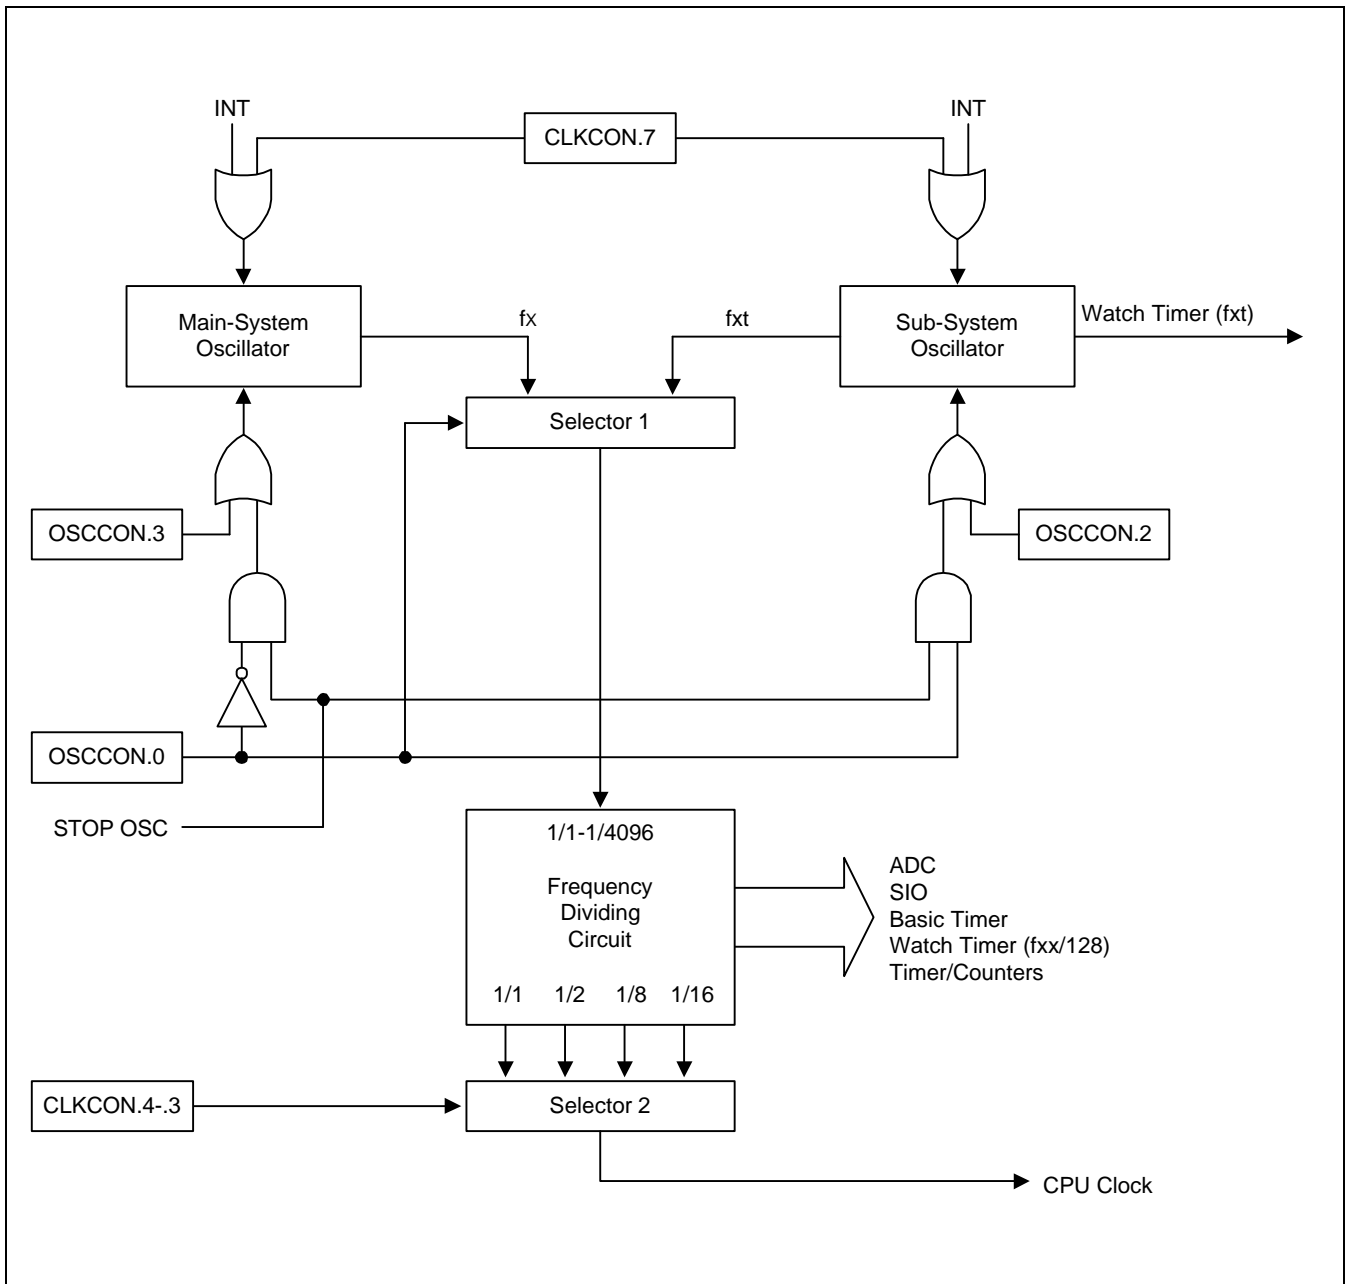 INT
CLKCON.7
INT
Main-System
Oscillator
fx
fxt
Sub-System
Oscillator
Watch Timer (fxt)
Selector 1
OSCCON.3
OSCCON.2
OSCCON.0
STOP OSC
1/1-1/4096
Frequency
Dividing
Circuit
1/1 1/2 1/8 1/16
ADC
SIO
Basic Timer
Watch Timer (fxx/128)
Timer/Counters
CLKCON.4-.3
Selector 2
CPU Clock